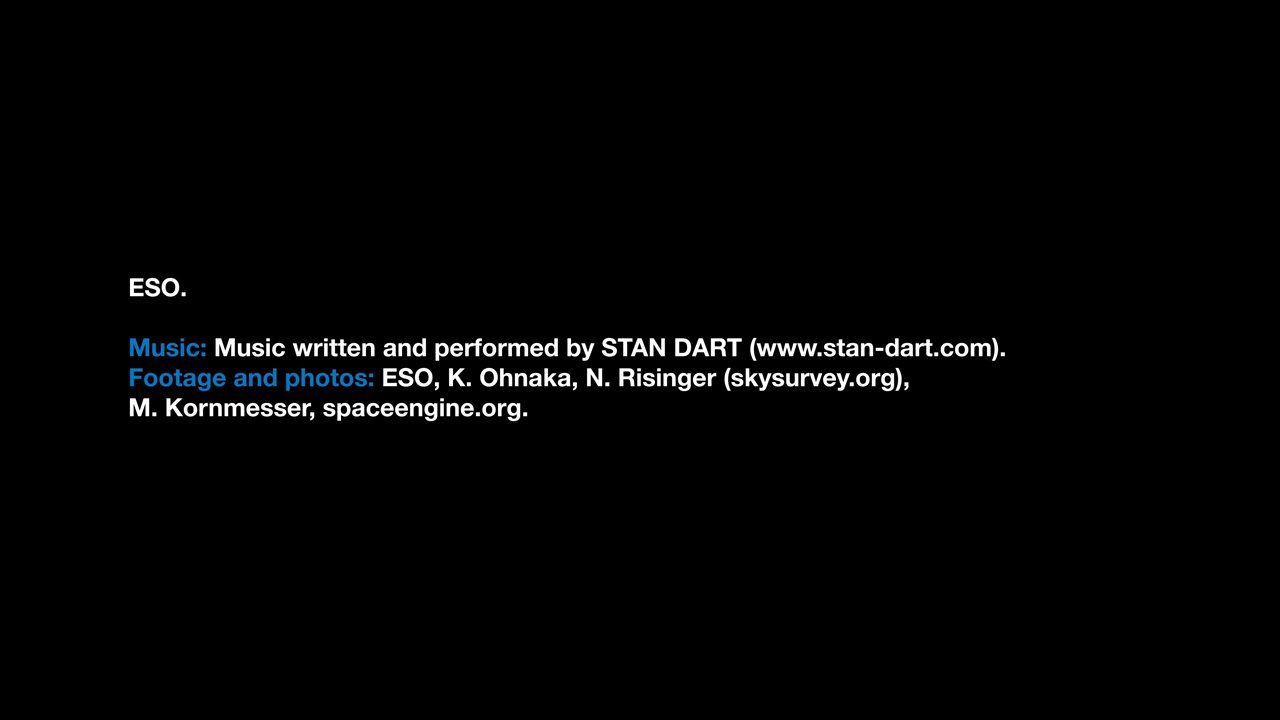 ESO.
Music: Music written and performed by STAN DART (www.stan-dart.com).
Footage and photos: ESO, K. Ohnaka, N. Risinger (skysurvey.org),
M. Kornmesser, spaceengine.org.